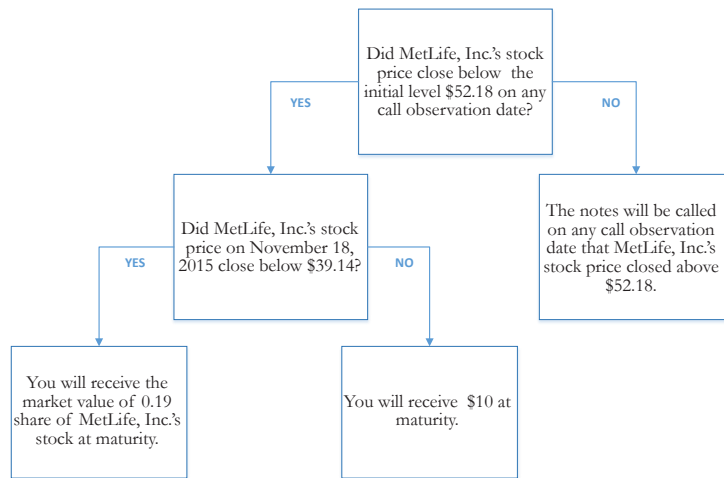 Did MetLife, Inc.'s stock
price close below the
initial level $52.18 on any
call observation date?
YES
NO
Did MetLife, Inc.'s stock
price on November 18,
2015 close below $39.14?
The notes will be called
on any call observation
date that MetLife, Inc.'s
stock price closed above
$52.18.
YES
NO
You will receive the
market value of 0.19
share of MetLife, Inc.'s
stock at maturity.
You will receive $10 at
maturity.